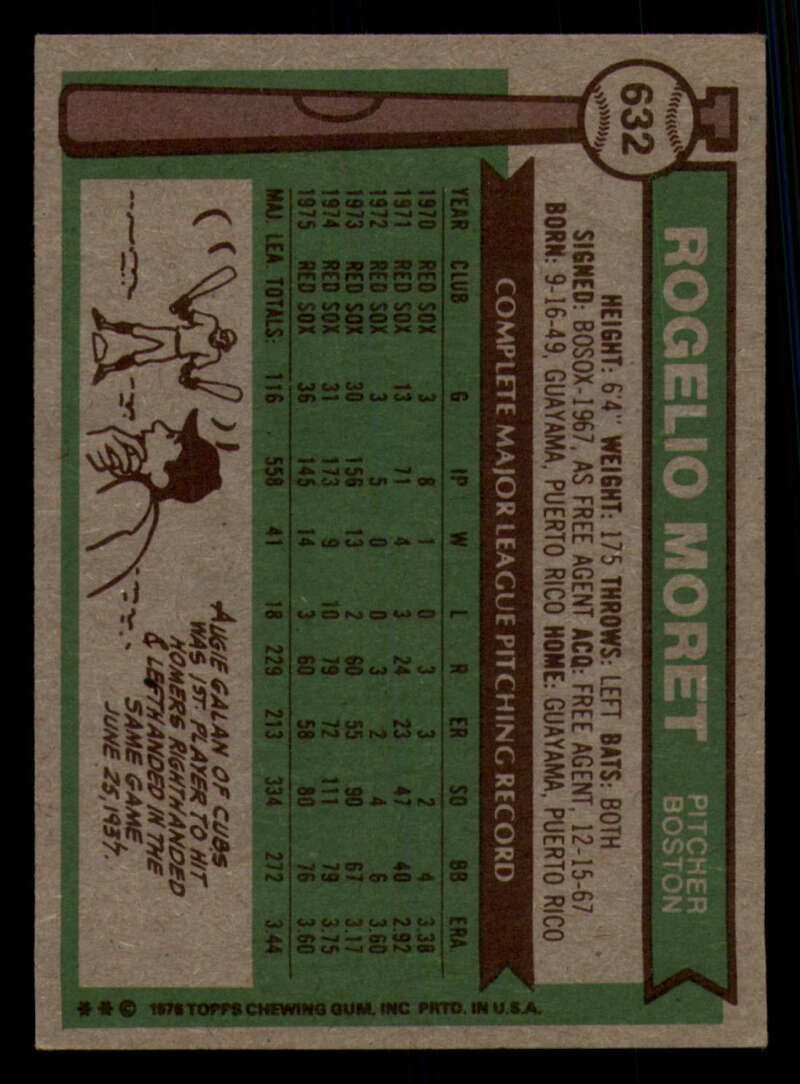 632
ROGELIO MORET
PITCHER
BOSTON
HEIGHT: 6'4" WEIGHT: 175 THROWS: LEFT BATS: BOTH
SIGNED: BOSOX-1967, AS FREE AGENT ACQ: FREE AGENT, 12-15-67
BORN: 9-16-49, GUAYAMA, PUERTO RICO HOME: GUAYAMA, PUERTO RICO
COMPLETE MAJOR LEAGUE PITCHING RECORD
YEAR CLUB G IP W L R ER SO BB ERA
1970 RED SOX 3 8 1 0 3 3 2 4 3.38
1971 RED SOX 13 71 4 3 24 23 47 40 2.92
1972 RED SOX 3 5 0 0 3 2 4 6 3.60
1973 RED SOX 30 156 13 2 60 55 90 67 3.17
1974 RED SOX 31 173 9 10 79 72 111 79 3.75
1975 RED SOX 36 145 14 3 60 58 80 76 3.60
MAJ. LEA. TOTALS: 116 558 41 18 229 213 334 272 3.44
AUGIE GALAN OF CUBS
WAS 1ST. PLAYER TO HIT
HOMERS RIGHTHANDED
& LEFTHANDED IN THE
SAME GAME
JUNE 25, 1937.
* * © 1976 TOPPS CHEWING GUM, INC. PRTD. IN U.S.A.